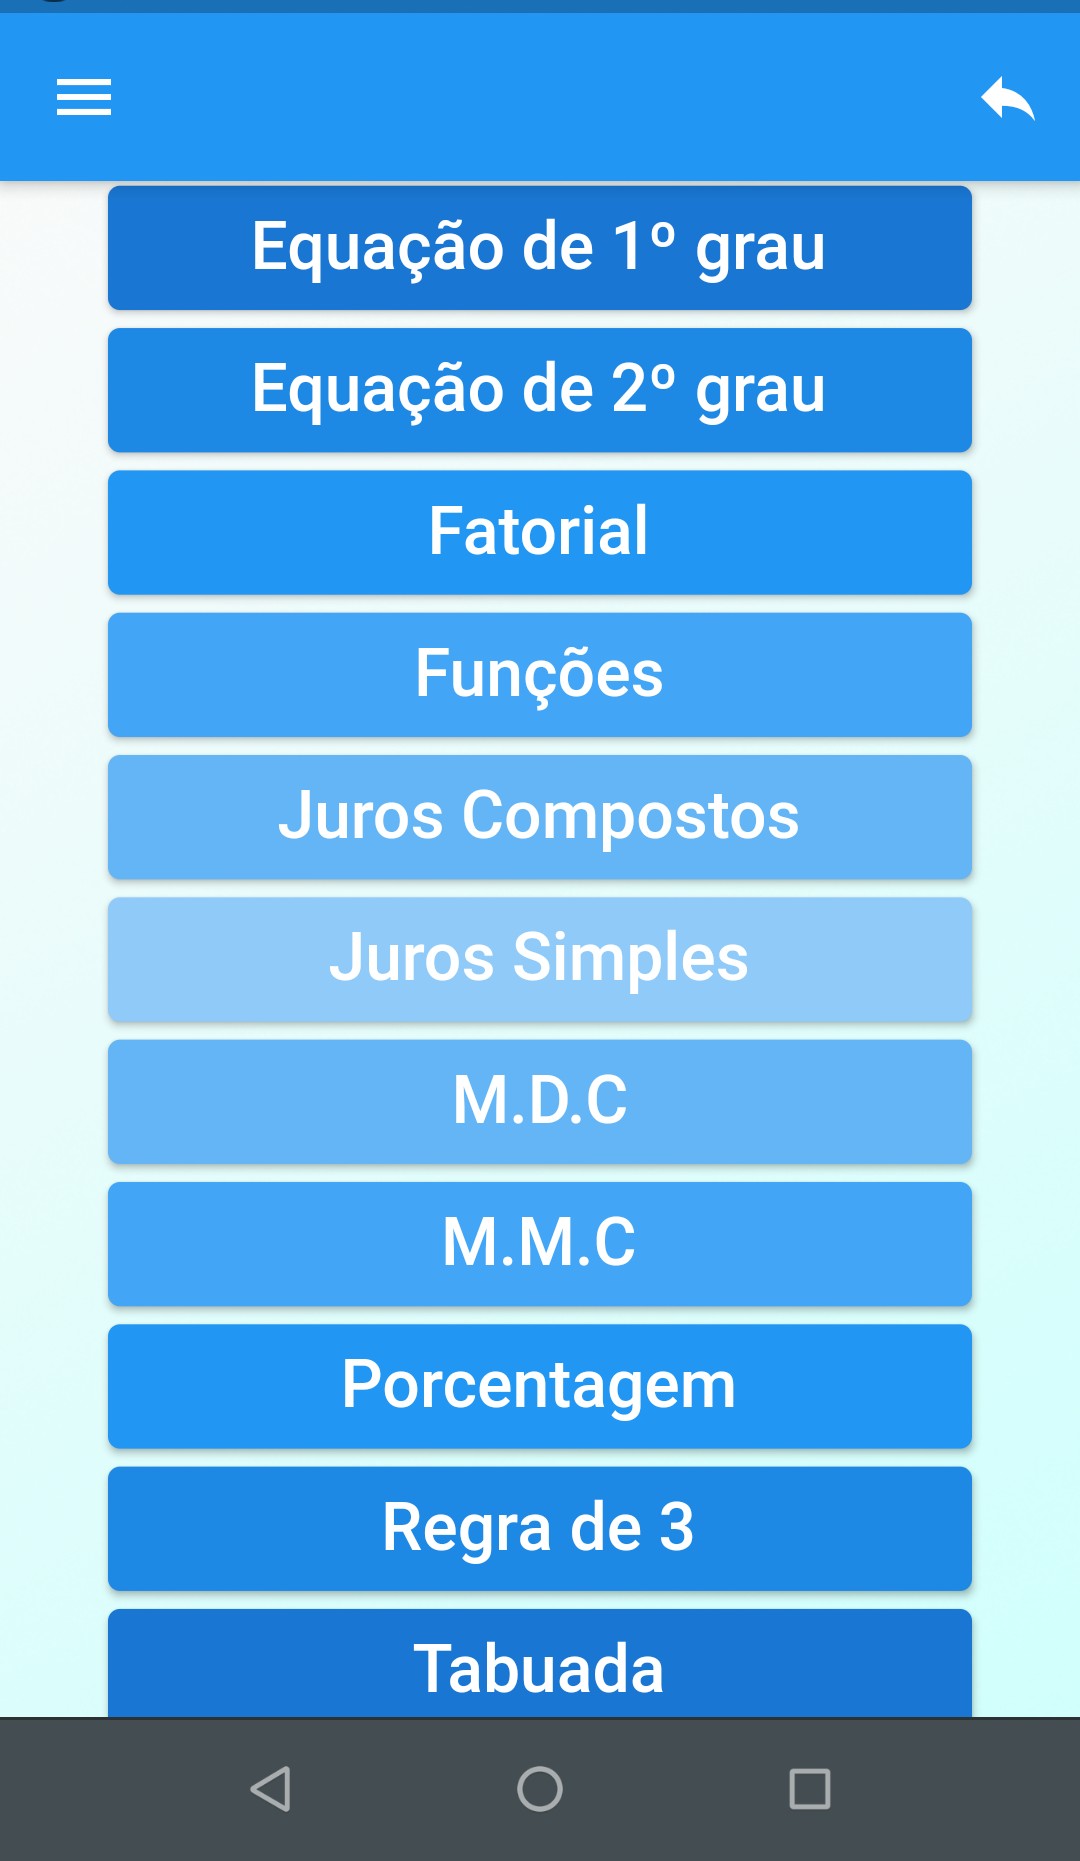 Equação de 1º grau
Equação de 2º grau
Fatorial
Funções
Juros Compostos
Juros Simples
M.D.C
M.M.C
Porcentagem
Regra de 3
Tabuada